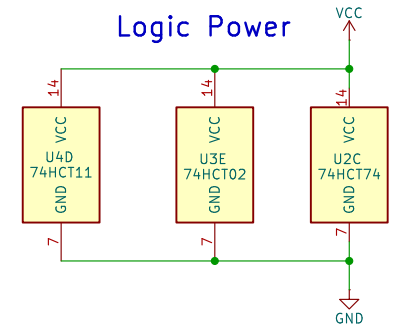 Logic Power
VCC
14
14
14
VCC
VCC
VCC
U4D
U3E
U2C
74HCT11
74HCT02
74HCT74
GND
GND
GND
7
7
7
GND